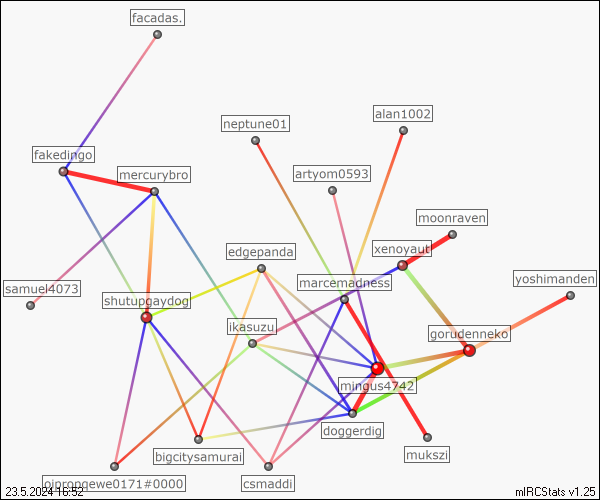 facadas.
alan1002
neptune01
fakedingo
artyom0593
mercurybro
moonraven
xenoyaut
edgepanda
yoshimanden
marcemadness
samuel4073
shutupgaydog
ikasuzu
gorudenneko
mingus4742
doggerdig
mukszi
bigcitysamurai
pipropqewe0171#0000
csmaddi
23.5.2024 16:52
mIRCStats v1.25